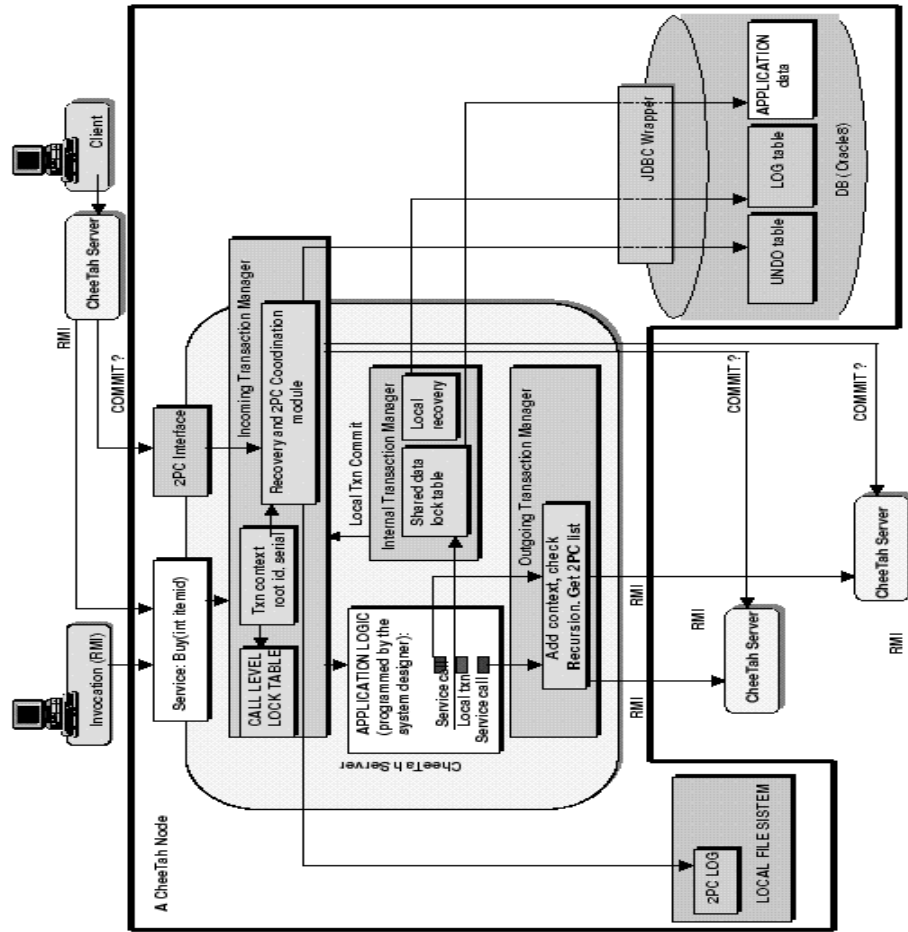 A CheeTah Node
Invocation (RMI)
Client
CheeTah Server
RMI
COMMIT ?
Service: Buy(int itemid)
2PC Interface
Incoming Transaction Manager
CALL LEVEL
LOCK TABLE
Txn context
root id, serial
Recovery and 2PC Coordination
module
Local Txn Commit
CheeTah Server
APPLICATION LOGIC
(programmed by the
system designer):
Service call
Local txn
Service call
Internal Transaction Manager
Shared data
lock table
Local
recovery
Outgoing Transaction Manager
Add context, check
Recursion. Get 2PC list
RMI
RMI
RMI
RMI
COMMIT ?
COMMIT ?
CheeTah Server
CheeTah Server
JDBC Wrapper
UNDO table
LOG table
APPLICATION
data
DB (Oracle8)
2PC LOG
LOCAL FILE SISTEM